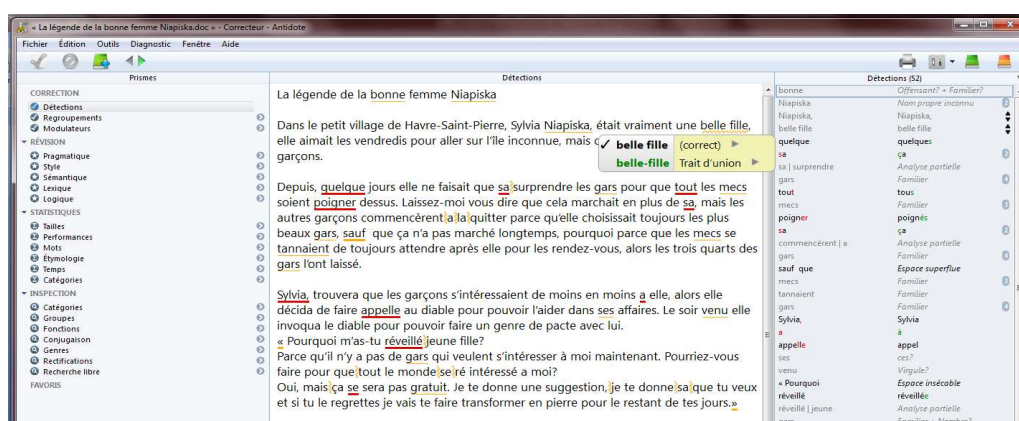 « La légende de la bonne femme Niapiska.doc » - Correcteur - Antidote
Fichier Édition Outils Diagnostic Fenêtre Aide
Prismes
CORRECTION
Détections
Regroupements
Modulateurs
RÉVISION
Pragmatique
Style
Sémantique
Lexique
Logique
STATISTIQUES
Tailles
Performances
Mots
Étymologie
Temps
Catégories
INSPECTION
Catégories
Groupes
Fonctions
Conjugaison
Genres
Rectifications
Recherche libre
FAVORIS
Détections
La légende de la bonne femme Niapiska
Dans le petit village de Havre-Saint-Pierre, Sylvia Niapiska, était vraiment une belle fille,
elle aimait les vendredis pour aller sur l'île inconnue, mais
garçons.
✓ belle fille (correct)
belle-fille Trait d'union
Depuis, quelque jours elle ne faisait que sa surprendre les gars pour que tout les mecs
soient poigner dessus. Laissez-moi vous dire que cela marchait en plus de sa, mais les
autres garçons commencèrent a la quitter parce qu'elle choisissait toujours les plus
beaux gars, sauf que ça n'a pas marché longtemps, pourquoi parce que les mecs se
tannaient de toujours attendre après elle pour les rendez-vous, alors les trois quarts des
gars l'ont laissé.
Sylvia, trouvera que les garçons s'intéressaient de moins en moins a elle, alors elle
décida de faire appelle au diable pour pouvoir l'aider dans ses affaires. Le soir venu elle
invoqua le diable pour pouvoir faire un genre de pacte avec lui.
« Pourquoi m'as-tu réveillé jeune fille?
Parce qu'il n'y a pas de gars qui veulent s'intéresser à moi maintenant. Pourriez-vous
faire pour que tout le monde se ré intéressé a moi?
Oui, mais ça se sera pas gratuit. Je te donne une suggestion, je te donne sa que tu veux
et si tu le regrettes je vais te faire transformer en pierre pour le restant de tes jours.»
Détections (52)
bonne Offensant? + Familier?
Niapiska Nom propre inconnu 2
Niapiska, Niapiska,
belle fille belle fille
quelque quelques
sa ça 2
sa | surprendre Analyse partielle
gars Familier 4
tout tous
mecs Familier 3
poigner poignés
sa ça 2
commencèrent | a Analyse partielle
gars Familier 4
sauf que Espace superflue
mecs Familier 3
tannaient Familier
gars Familier 4
Sylvia, Sylvia
a à
appelle appel
ses ces?
venu Virgule?
« Pourquoi Espace insécable
réveillé réveillée
réveillé | jeune Analyse partielle
gars Familier + Nombre?